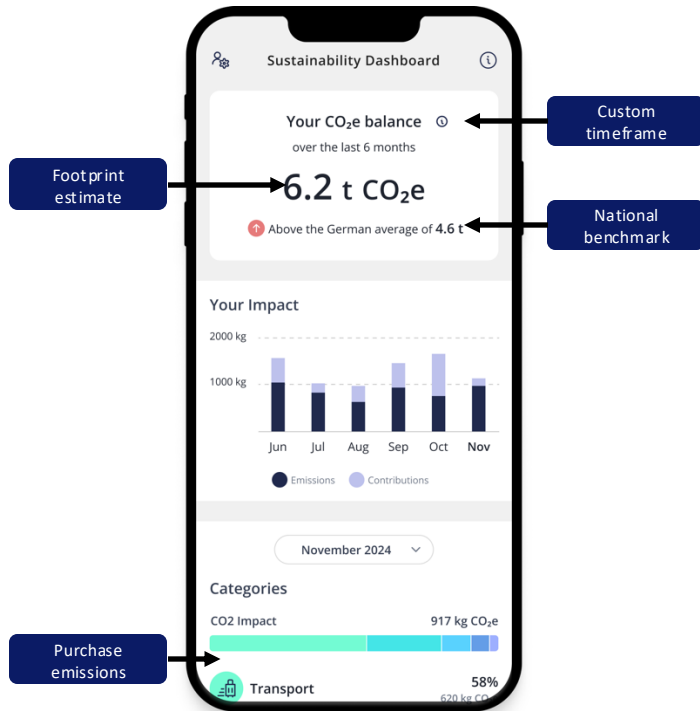 Sustainability Dashboard
Your CO₂e balance
over the last 6 months
6.2 t CO₂e
Above the German average of 4.6 t
Custom
timeframe
Footprint
estimate
National
benchmark
Your Impact
2000 kg
1000 kg
Jun Jul Aug Sep Oct Nov
Emissions Contributions
November 2024
Categories
CO2 Impact 917 kg CO₂e
Purchase
emissions
Transport 58%
620 kg